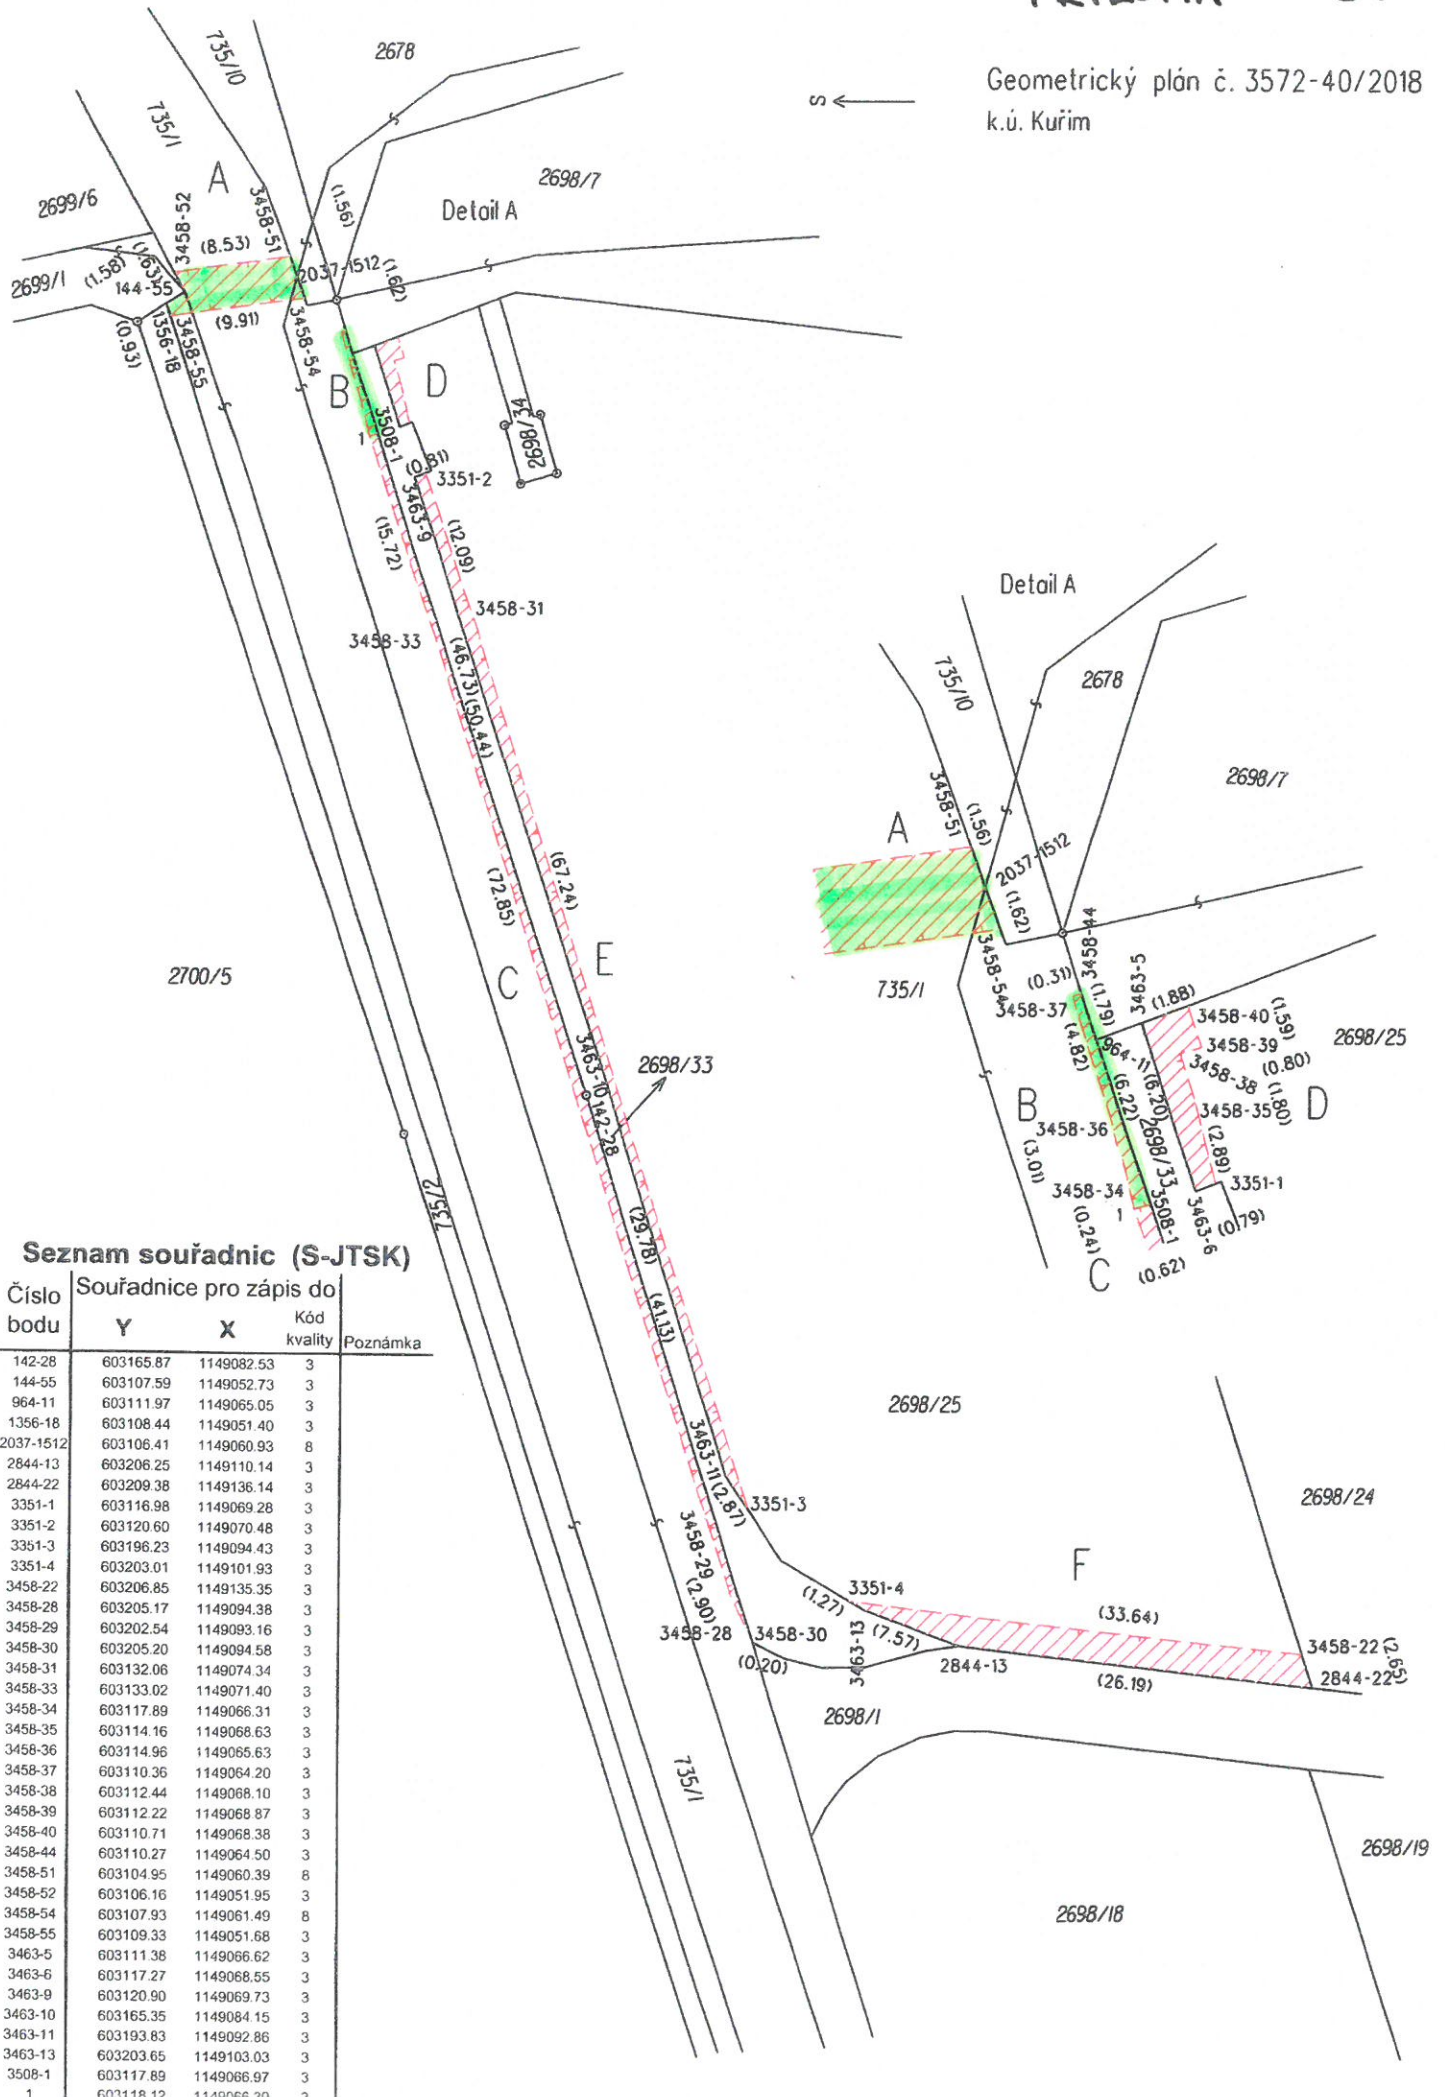 Geometrický plán č. 3572-40/2018
k.ú. Kuřim
S
735/10
2678
735/1
A
2699/6
3458-52
3458-51
(8.53)
(1.56)
2698/7
Detail A
2699/1
(1.58)
(1.63)
144-55
2037-1512
(1.62)
(0.93)
1356-18
3458-55
(9.91)
3458-54
B
D
1
3508-1
2698/34
(0.81)
3351-2
3463-9
(15.72)
(12.09)
3458-31
3458-33
(46.73)
(50.44)
(72.85)
(67.24)
C
E
2700/5
3463-10
142-28
2698/33
735/2
(29.78)
(41.13)
3463-11
(2.87)
3351-3
3458-29
(2.90)
3458-28
3458-30
(0.20)
(1.27)
3351-4
(7.57)
3463-13
2844-13
F
(33.64)
(26.19)
3458-22
(2.65)
2844-22
2698/25
2698/24
2698/1
735/1
2698/18
2698/19
Detail A
735/10
2678
2698/7
3458-51
(1.56)
A
2037-1512
(1.62)
3458-54
3458-44
735/1
(0.31)
3458-37
(1.79)
3463-5
(1.88)
3458-40
(1.59)
3458-39
(0.80)
3458-38
(1.80)
3458-35
2698/25
(4.82)
964-11
(6.22)
(6.20)
B
D
3458-36
2698/33
(2.89)
(3.01)
3458-34
1
3508-1
3351-1
3463-6
(0.79)
(0.24)
C
(0.62)
Seznam souřadnic (S-JTSK)
Číslo bodu Souřadnice pro zápis do
Y X Kód kvality Poznámka
142-28 603165.87 1149082.53 3
144-55 603107.59 1149052.73 3
964-11 603111.97 1149065.05 3
1356-18 603108.44 1149051.40 3
2037-1512 603106.41 1149060.93 8
2844-13 603206.25 1149110.14 3
2844-22 603209.38 1149136.14 3
3351-1 603116.98 1149069.28 3
3351-2 603120.60 1149070.48 3
3351-3 603196.23 1149094.43 3
3351-4 603203.01 1149101.93 3
3458-22 603206.85 1149135.35 3
3458-28 603205.17 1149094.38 3
3458-29 603202.54 1149093.16 3
3458-30 603205.20 1149094.58 3
3458-31 603132.06 1149074.34 3
3458-33 603133.02 1149071.40 3
3458-34 603117.89 1149066.31 3
3458-35 603114.16 1149068.63 3
3458-36 603114.96 1149065.63 3
3458-37 603110.36 1149064.20 3
3458-38 603112.44 1149068.10 3
3458-39 603112.22 1149068.87 3
3458-40 603110.71 1149068.38 3
3458-44 603110.27 1149064.50 3
3458-51 603104.95 1149060.39 8
3458-52 603106.16 1149051.95 3
3458-54 603107.93 1149061.49 8
3458-55 603109.33 1149051.68 3
3463-5 603111.38 1149066.62 3
3463-6 603117.27 1149068.55 3
3463-9 603120.90 1149069.73 3
3463-10 603165.35 1149084.15 3
3463-11 603193.83 1149092.86 3
3463-13 603203.65 1149103.03 3
3508-1 603117.89 1149066.97 3
1 603118.12